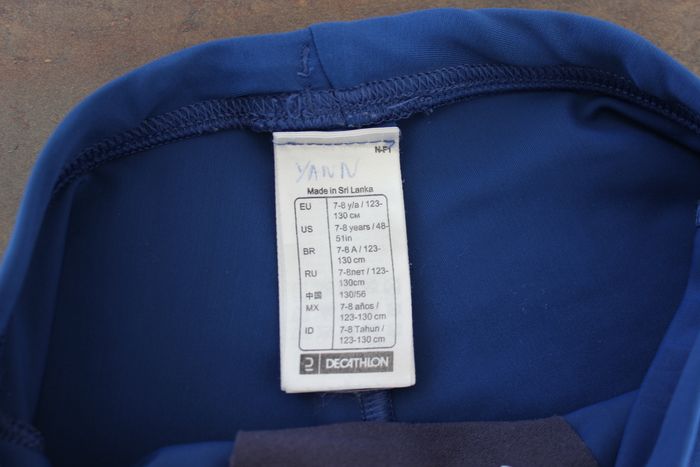 N-F1
YANN
Made in Sri Lanka
EU 7-8 y/a / 123-
130 см
US 7-8 years / 48-
51in
BR 7-8 A / 123-
130 cm
RU 7-8лет / 123-
130cm
中国 130/56
MX 7-8 años /
123-130 cm
ID 7-8 Tahun /
123-130 cm
DECATHLON